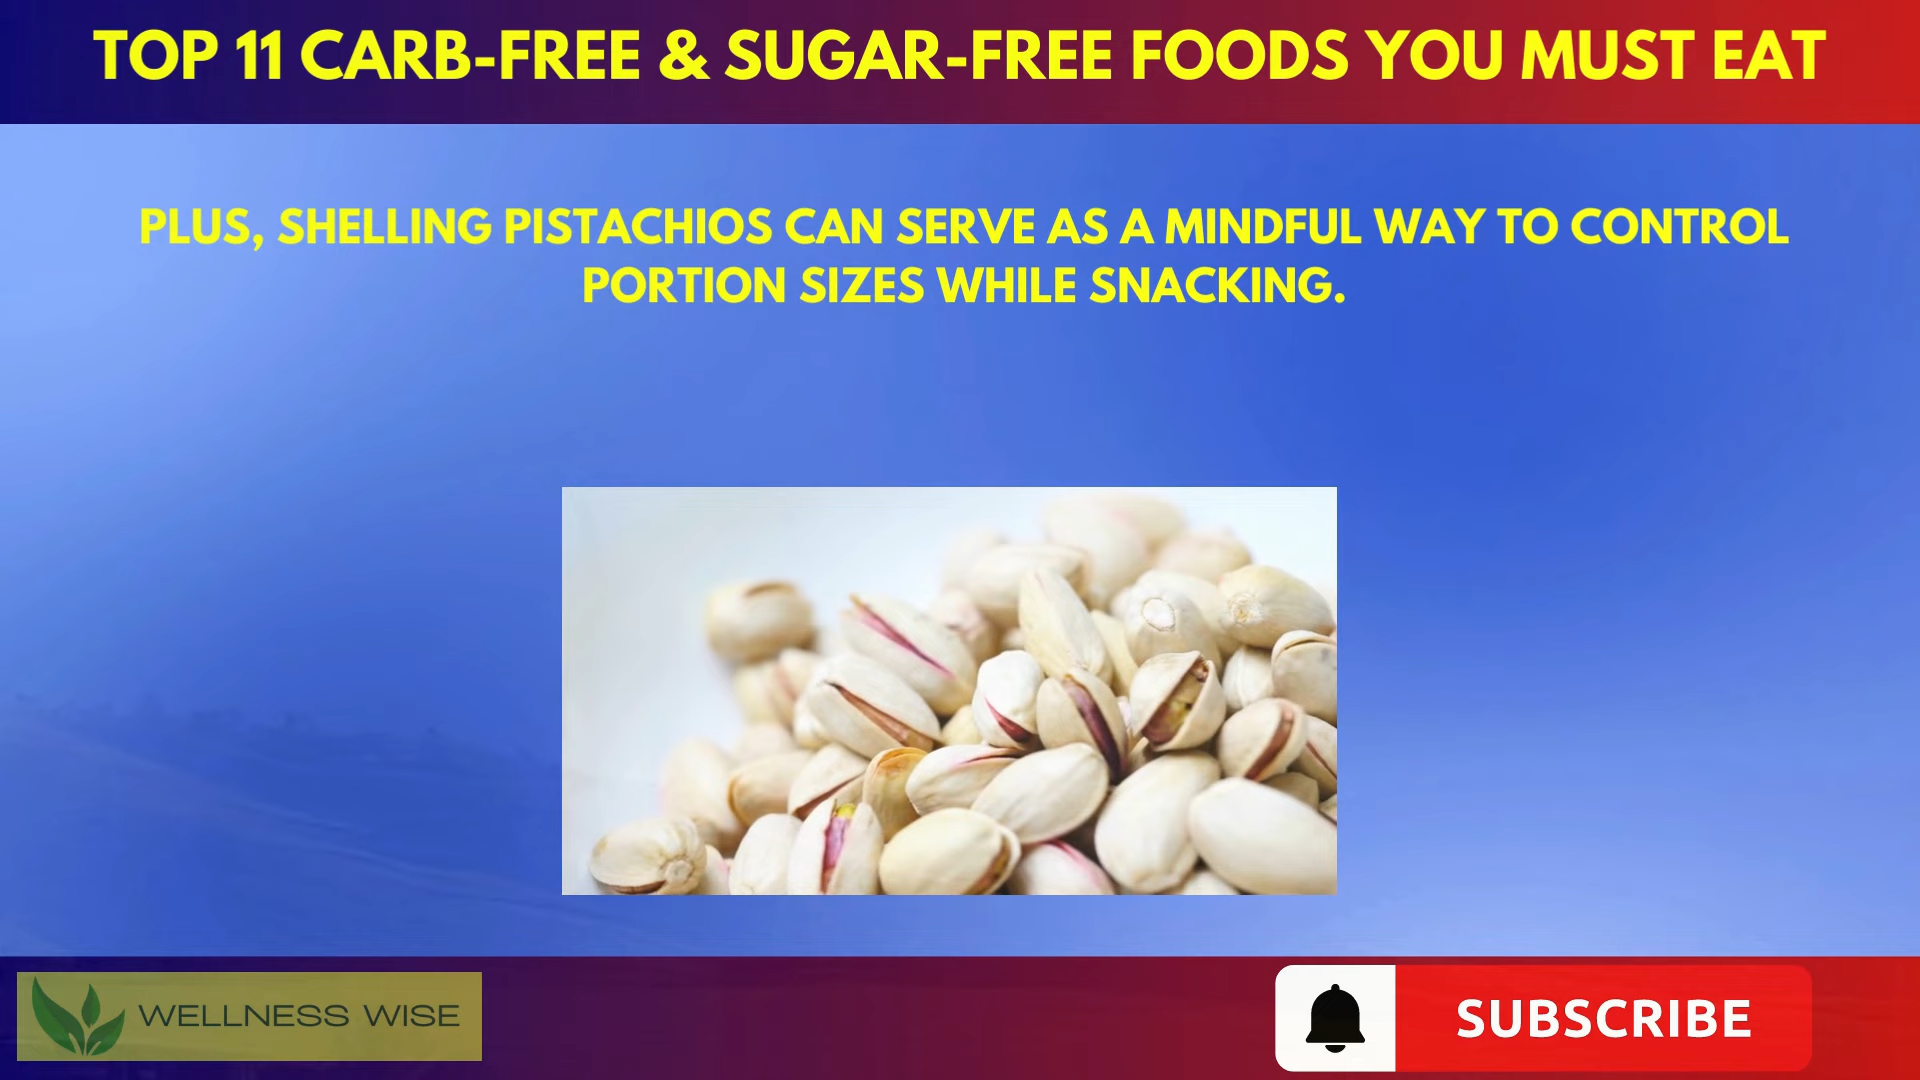 TOP 11 CARB-FREE & SUGAR-FREE FOODS YOU MUST EAT
PLUS, SHELLING PISTACHIOS CAN SERVE AS A MINDFUL WAY TO CONTROL
PORTION SIZES WHILE SNACKING.
WELLNESS WISE
SUBSCRIBE